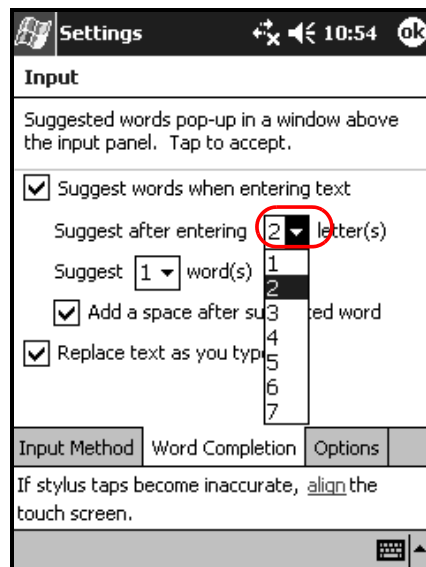 Settings 10:54 ok
Input
Suggested words pop-up in a window above
the input panel. Tap to accept.
Suggest words when entering text
Suggest after entering 2 letter(s)
Suggest 1 word(s) 1
2
Add a space after su 3 ted word
4
Replace text as you typ 5
6
7
Input Method Word Completion Options
If stylus taps become inaccurate, align the
touch screen.